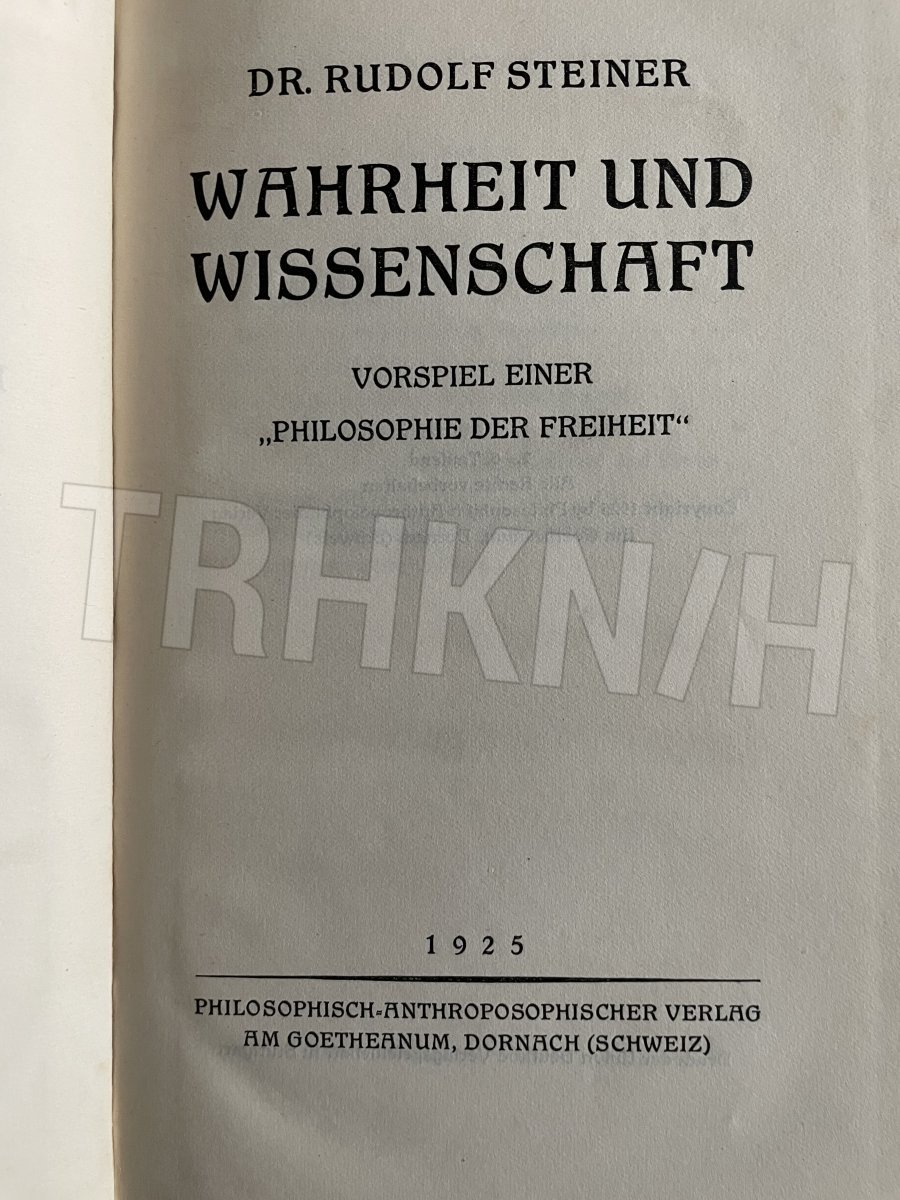 DR. RUDOLF STEINER
WAHRHEIT UND
WISSENSCHAFT
VORSPIEL EINER
„PHILOSOPHIE DER FREIHEIT“
TRHKN/H
1925
PHILOSOPHISCH-ANTHROPOSOPHISCHER VERLAG
AM GOETHEANUM, DORNACH (SCHWEIZ)